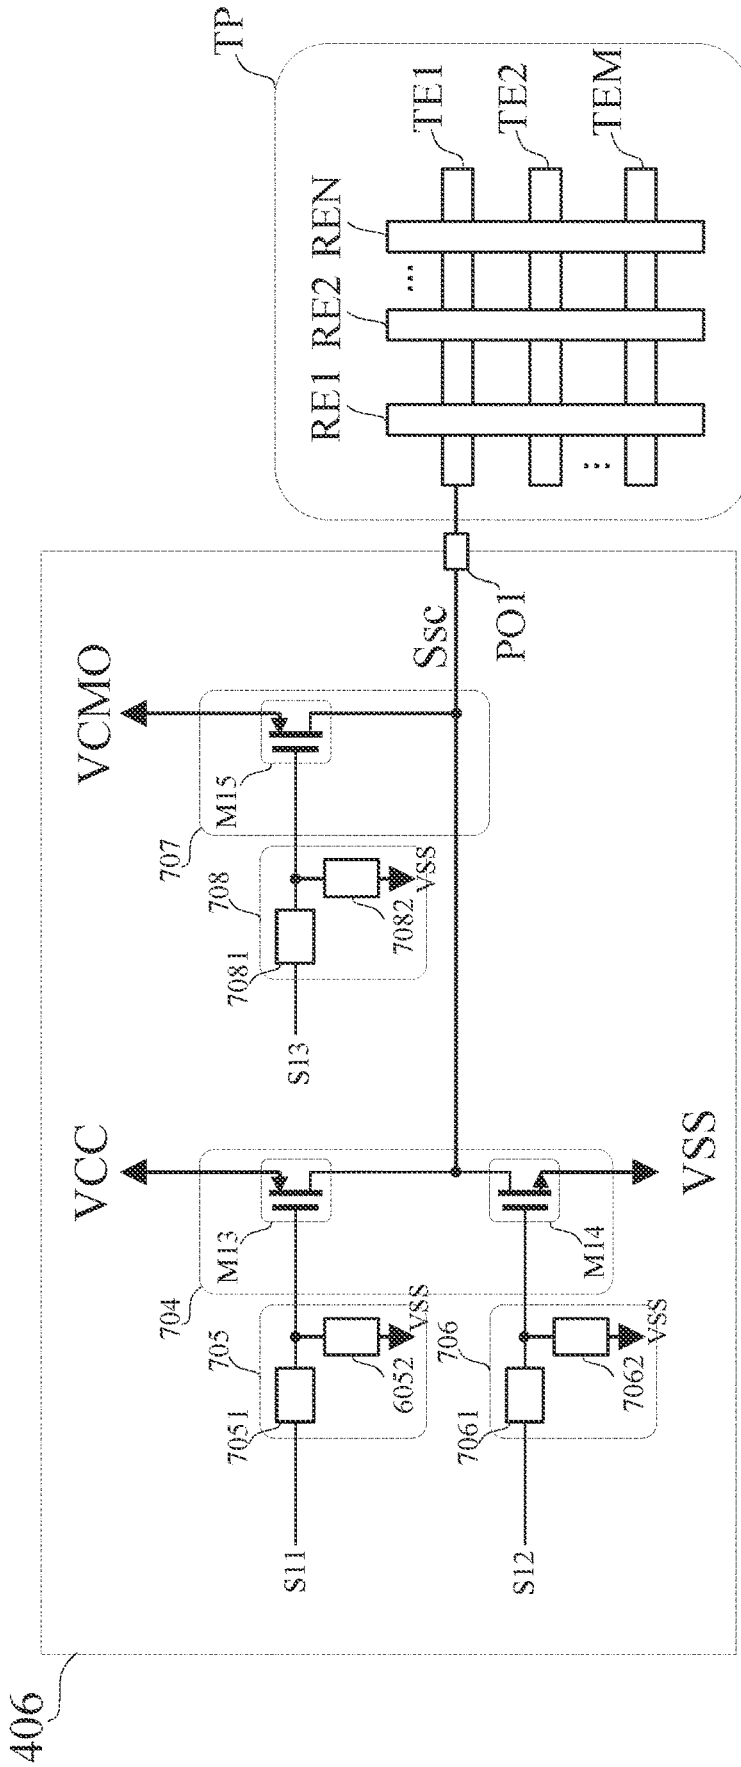 406
S11
7051
705
6052
VSS
704
M13
VCC
S12
7061
706
7062
VSS
M14
VSS
S13
7081
708
7082
VSS
707
M15
VCMO
Ssc
PO1
TP
RE1
RE2
...
REN
TE1
TE2
...
TEM